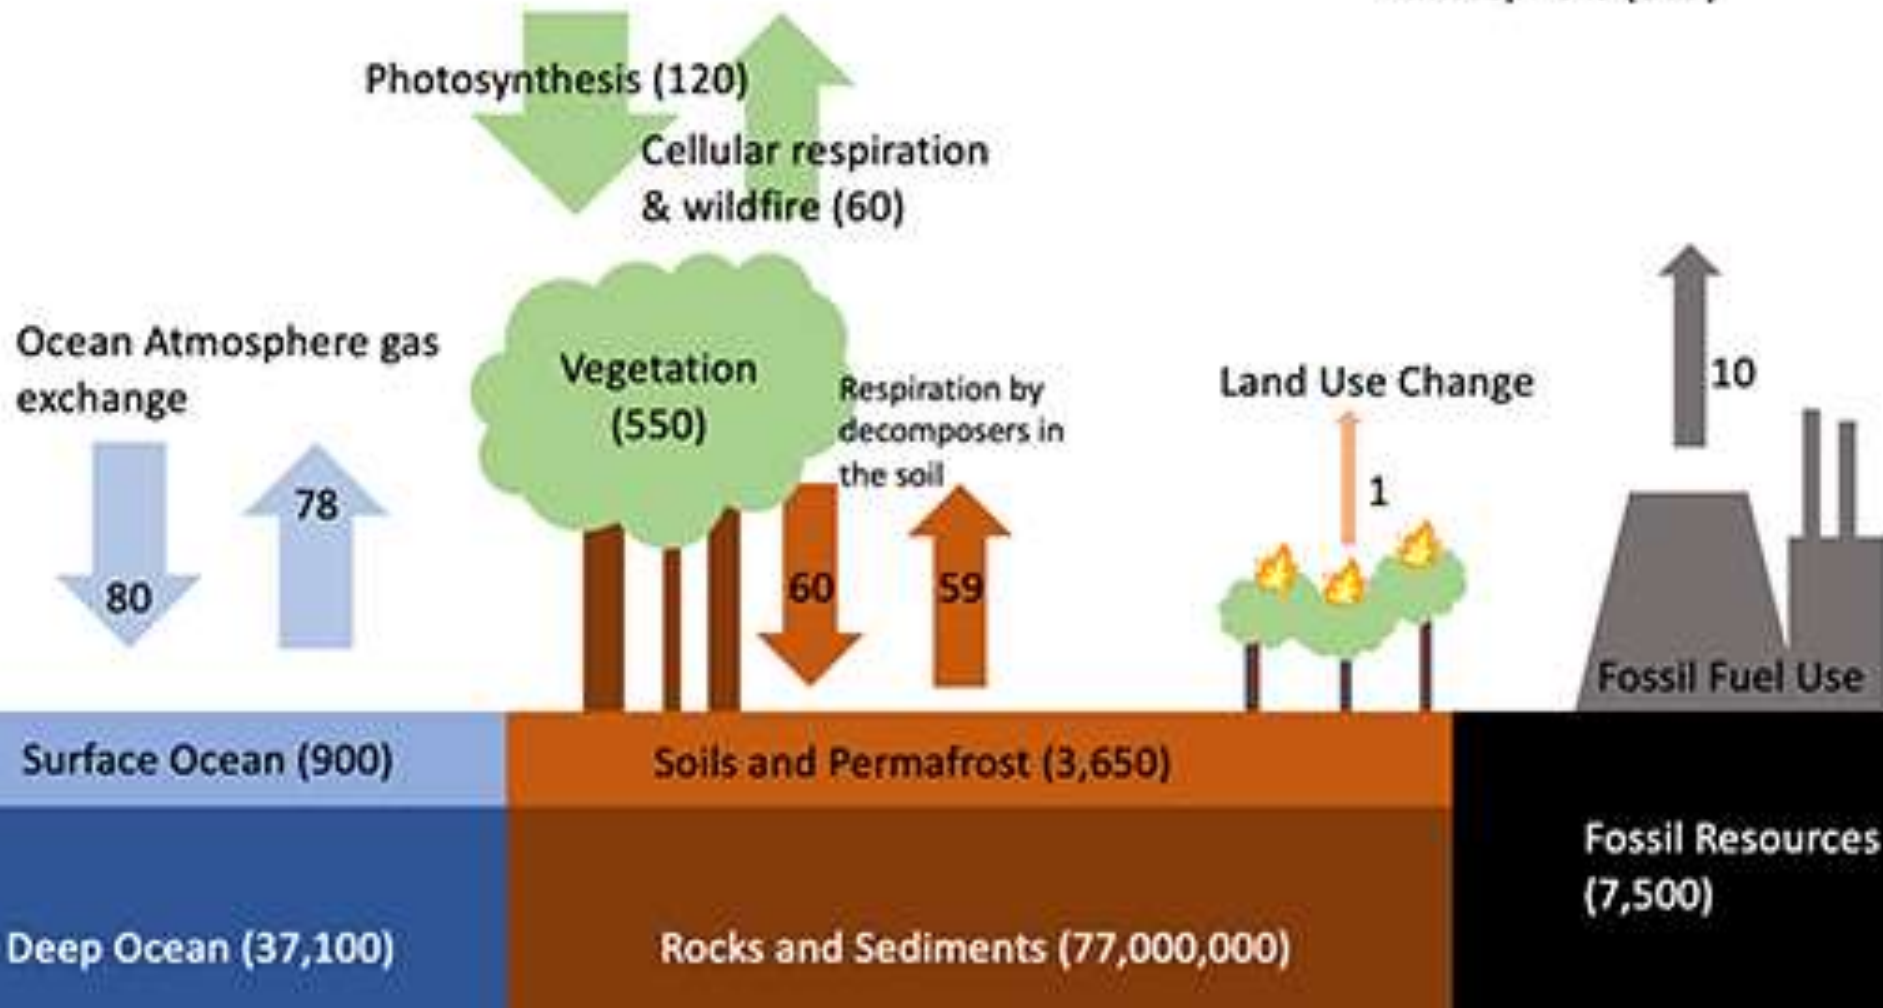 Photosynthesis (120)
Cellular respiration
& wildfire (60)
Ocean Atmosphere gas
exchange
80
78
Vegetation
(550)
Respiration by
decomposers in
the soil
60
59
Land Use Change
1
10
Fossil Fuel Use
Surface Ocean (900)
Soils and Permafrost (3,650)
Fossil Resources
(7,500)
Deep Ocean (37,100)
Rocks and Sediments (77,000,000)